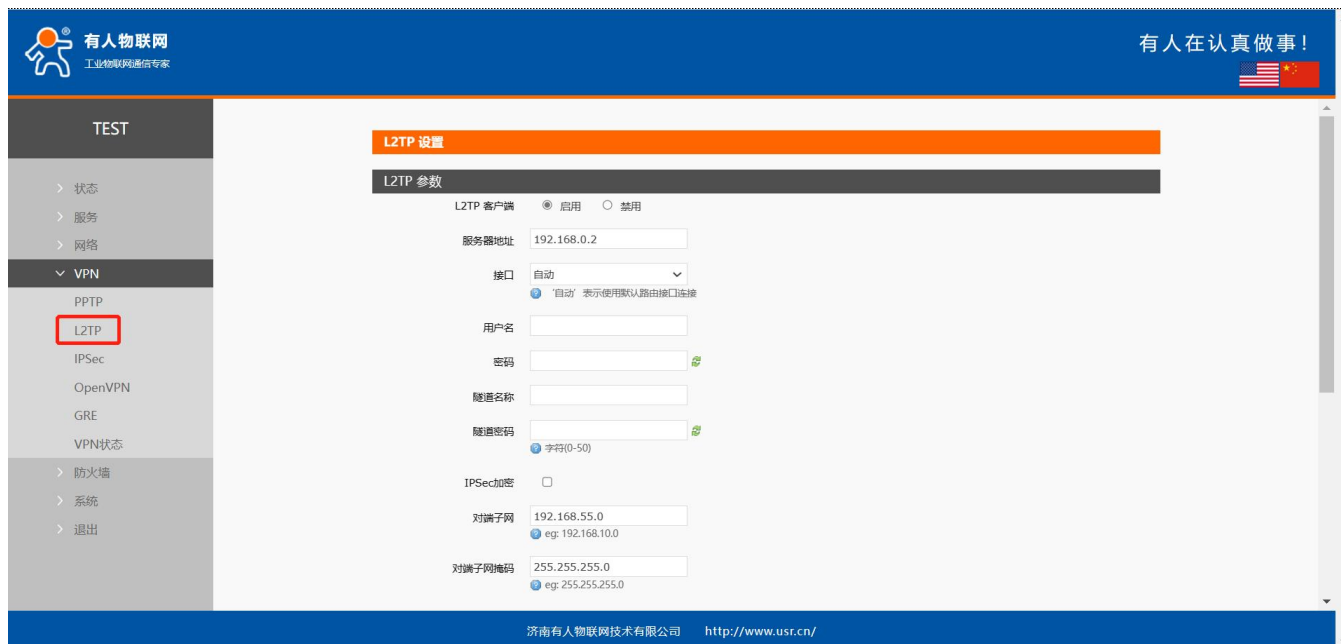 有人物联网
工业物联网通信专家
有人在认真做事!
TEST
状态
服务
网络
VPN
PPTP
L2TP
IPSec
OpenVPN
GRE
VPN状态
防火墙
系统
退出
L2TP 设置
L2TP 参数
L2TP 客户端 启用 禁用
服务器地址 192.168.0.2
接口 自动
‘自动’表示使用默认路由接口连接
用户名
密码
隧道名称
隧道密码
字符(0-50)
IPSec加密
对端子网 192.168.55.0
eg: 192.168.10.0
对端子网掩码 255.255.255.0
eg: 255.255.255.0
济南有人物联网技术有限公司 http://www.usr.cn/